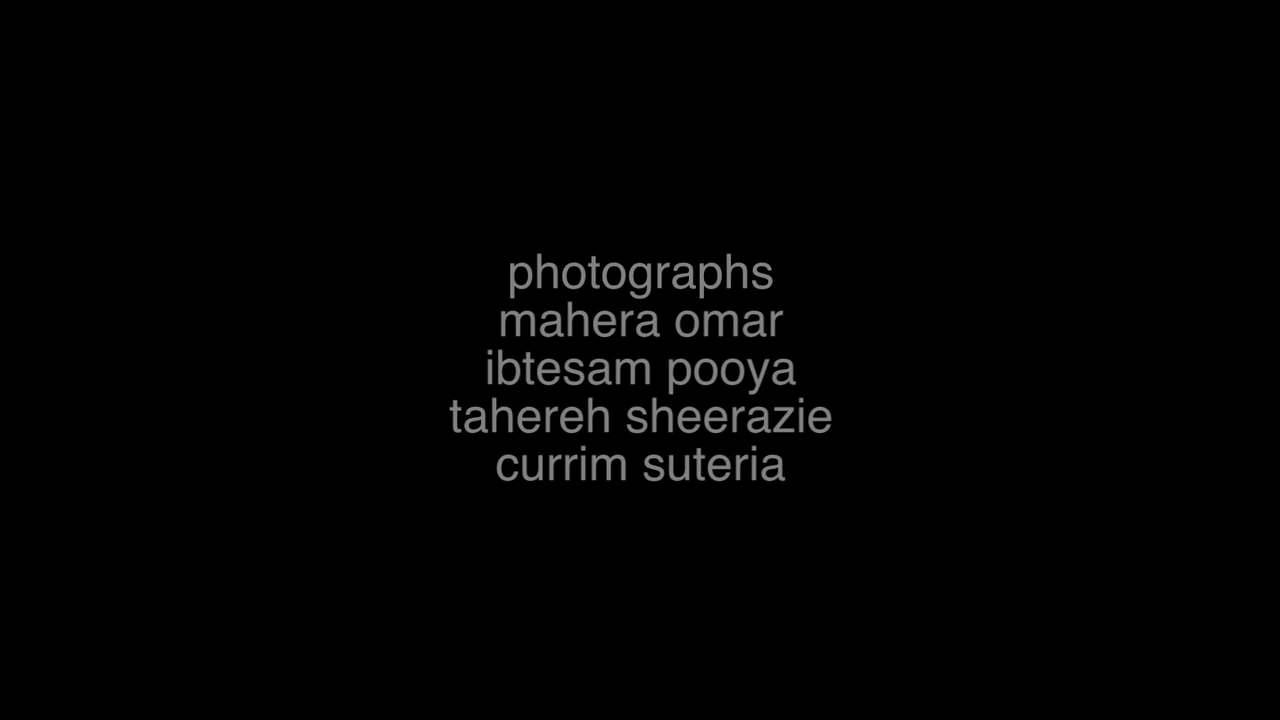 photographs
mahera omar
ibtesam pooya
tahereh sheerazie
currim suteria